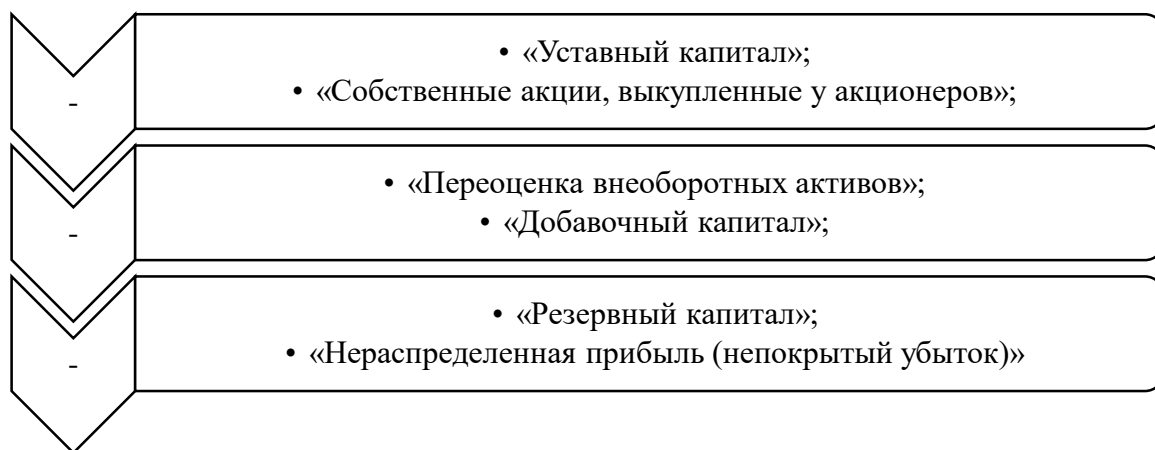 -
• «Уставный капитал»;
• «Собственные акции, выкупленные у акционеров»;
-
• «Переоценка внеоборотных активов»;
• «Добавочный капитал»;
-
• «Резервный капитал»;
• «Нераспределенная прибыль (непокрытый убыток)»